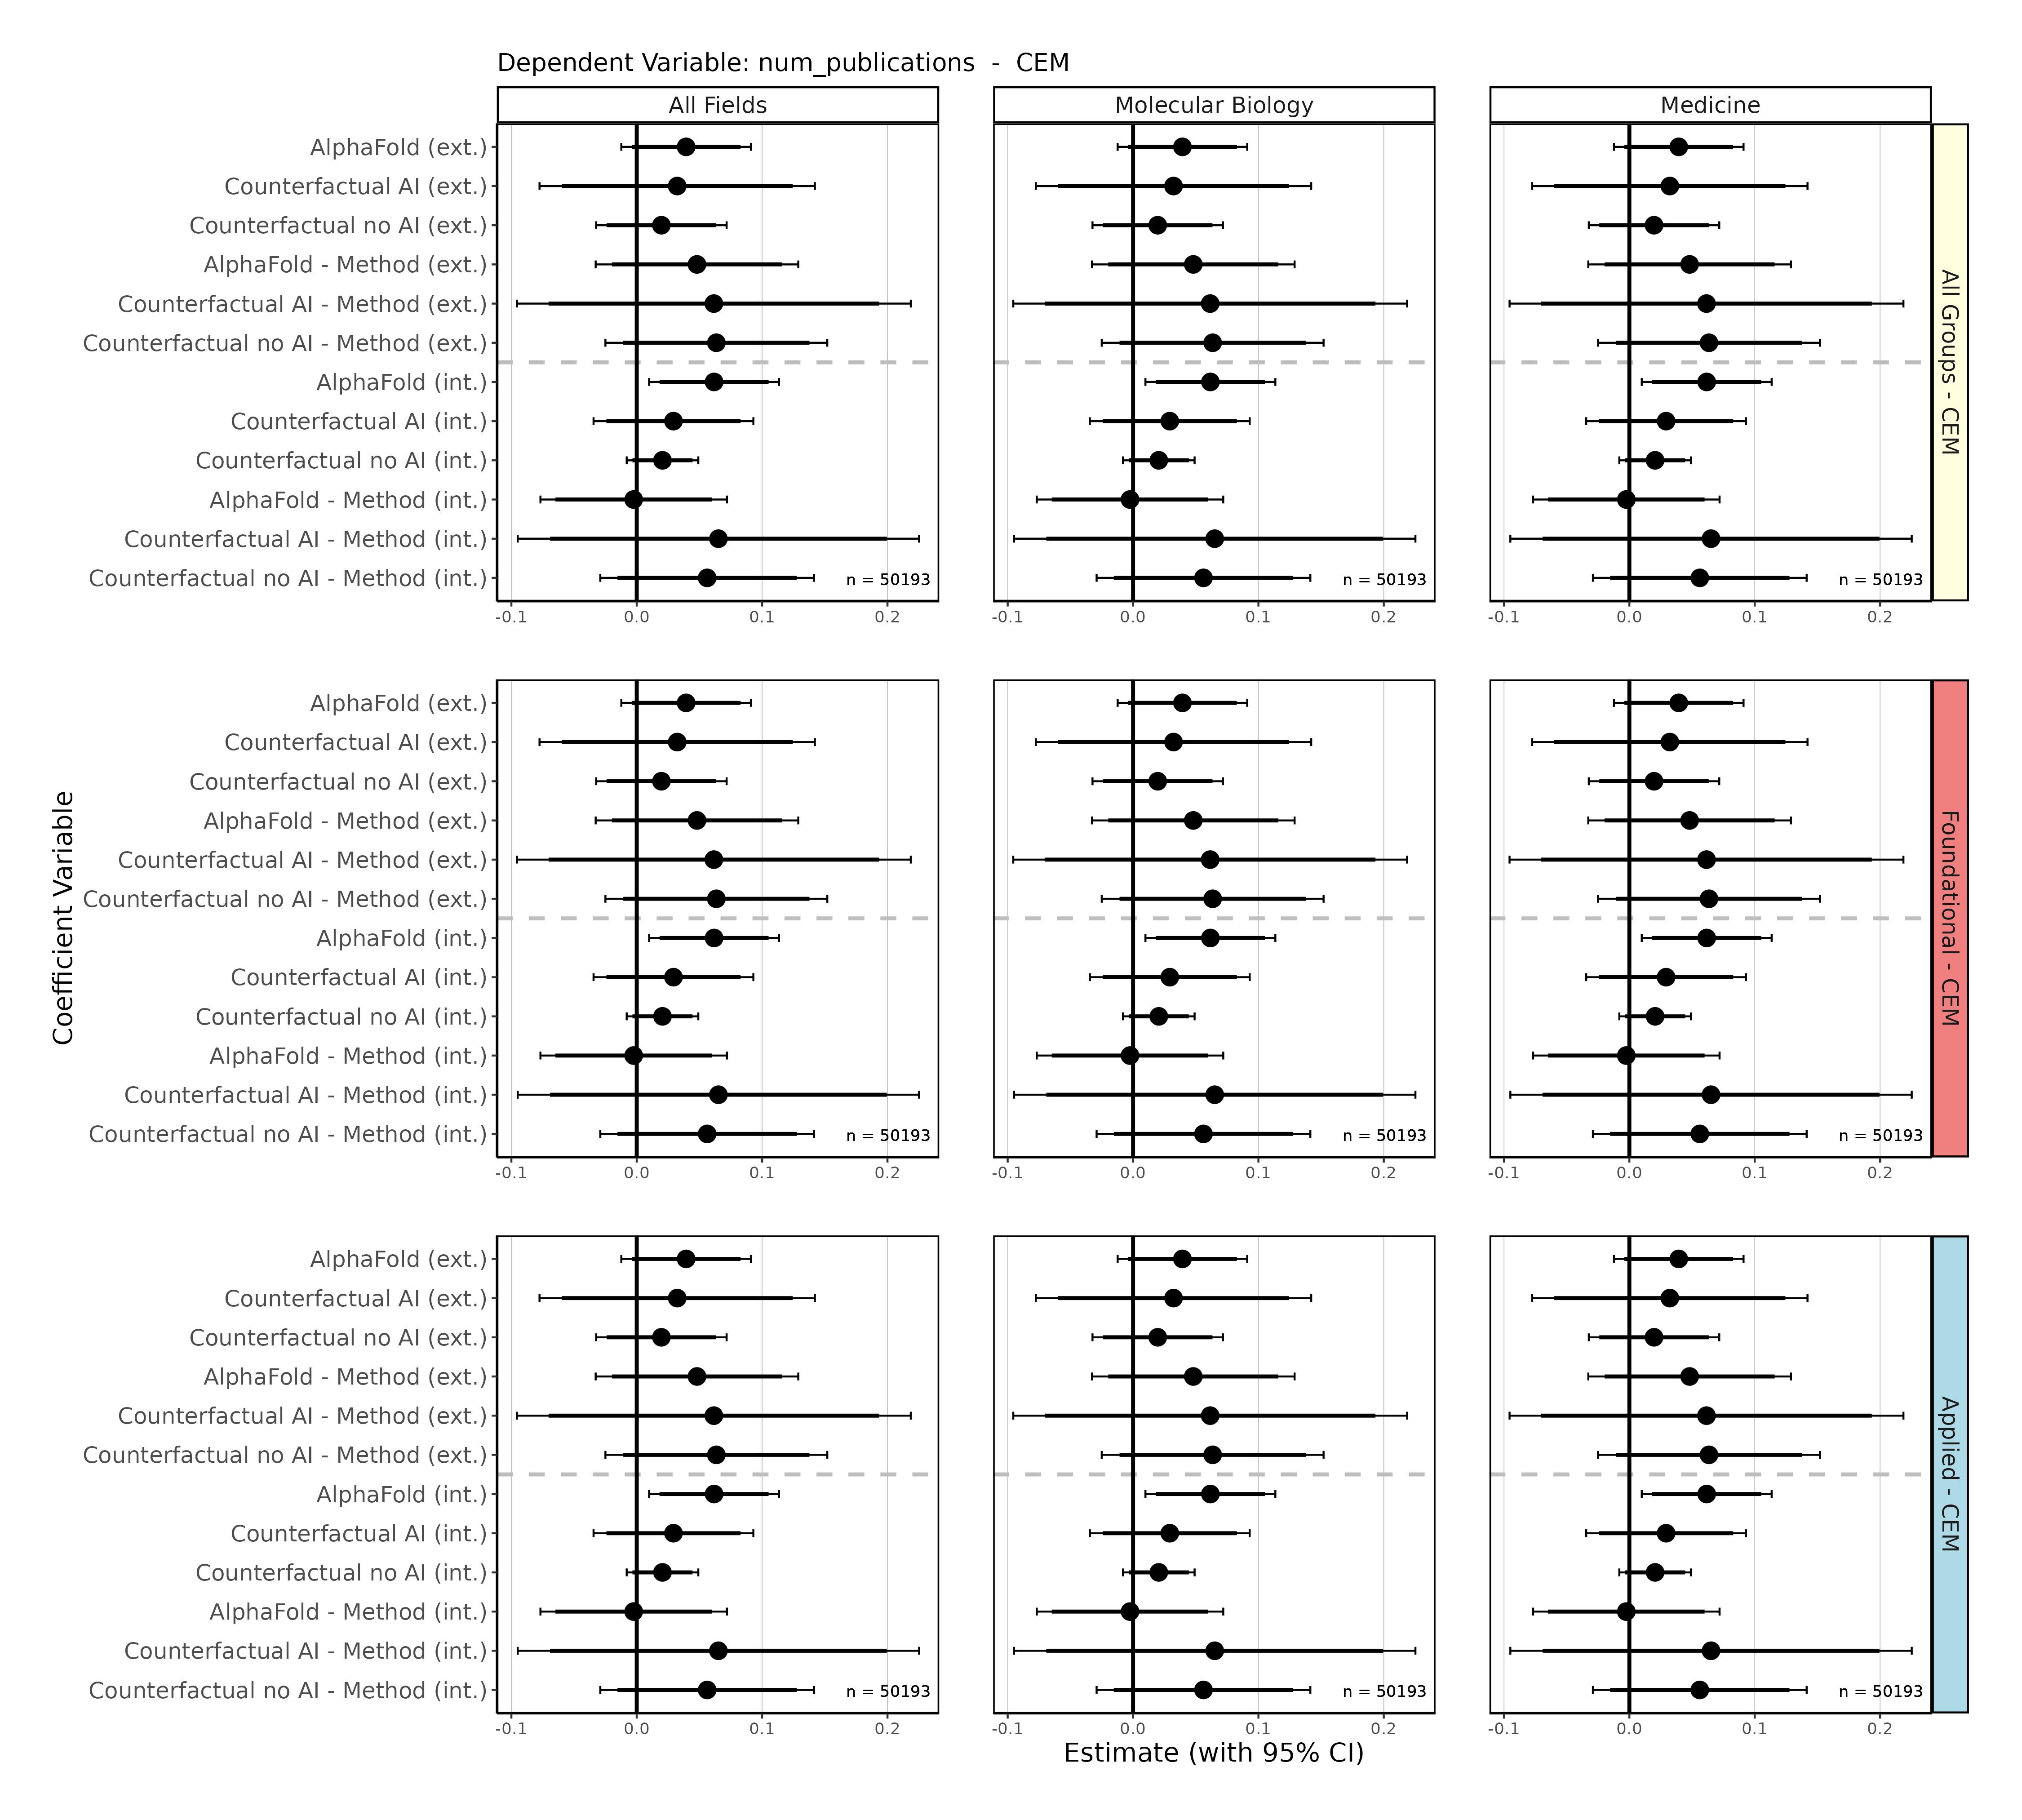 Dependent Variable: num_publications - CEM
All Fields
Molecular Biology
Medicine
AlphaFold (ext.)
Counterfactual AI (ext.)
Counterfactual no AI (ext.)
AlphaFold - Method (ext.)
Counterfactual AI - Method (ext.)
Counterfactual no AI - Method (ext.)
AlphaFold (int.)
Counterfactual AI (int.)
Counterfactual no AI (int.)
AlphaFold - Method (int.)
Counterfactual AI - Method (int.)
Counterfactual no AI - Method (int.)
n = 50193
n = 50193
n = 50193
All Groups - CEM
-0.1 0.0 0.1 0.2
-0.1 0.0 0.1 0.2
-0.1 0.0 0.1 0.2
Coefficient Variable
AlphaFold (ext.)
Counterfactual AI (ext.)
Counterfactual no AI (ext.)
AlphaFold - Method (ext.)
Counterfactual AI - Method (ext.)
Counterfactual no AI - Method (ext.)
AlphaFold (int.)
Counterfactual AI (int.)
Counterfactual no AI (int.)
AlphaFold - Method (int.)
Counterfactual AI - Method (int.)
Counterfactual no AI - Method (int.)
n = 50193
n = 50193
n = 50193
Foundational - CEM
-0.1 0.0 0.1 0.2
-0.1 0.0 0.1 0.2
-0.1 0.0 0.1 0.2
AlphaFold (ext.)
Counterfactual AI (ext.)
Counterfactual no AI (ext.)
AlphaFold - Method (ext.)
Counterfactual AI - Method (ext.)
Counterfactual no AI - Method (ext.)
AlphaFold (int.)
Counterfactual AI (int.)
Counterfactual no AI (int.)
AlphaFold - Method (int.)
Counterfactual AI - Method (int.)
Counterfactual no AI - Method (int.)
n = 50193
n = 50193
n = 50193
Applied - CEM
-0.1 0.0 0.1 0.2
-0.1 0.0 0.1 0.2
-0.1 0.0 0.1 0.2
Estimate (with 95% CI)